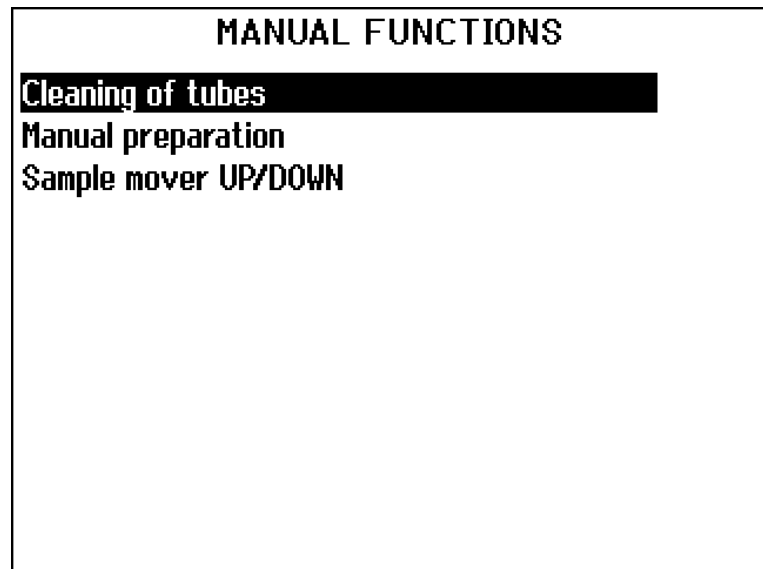 MANUAL FUNCTIONS
Cleaning of tubes
Manual preparation
Sample mover UP/DOWN